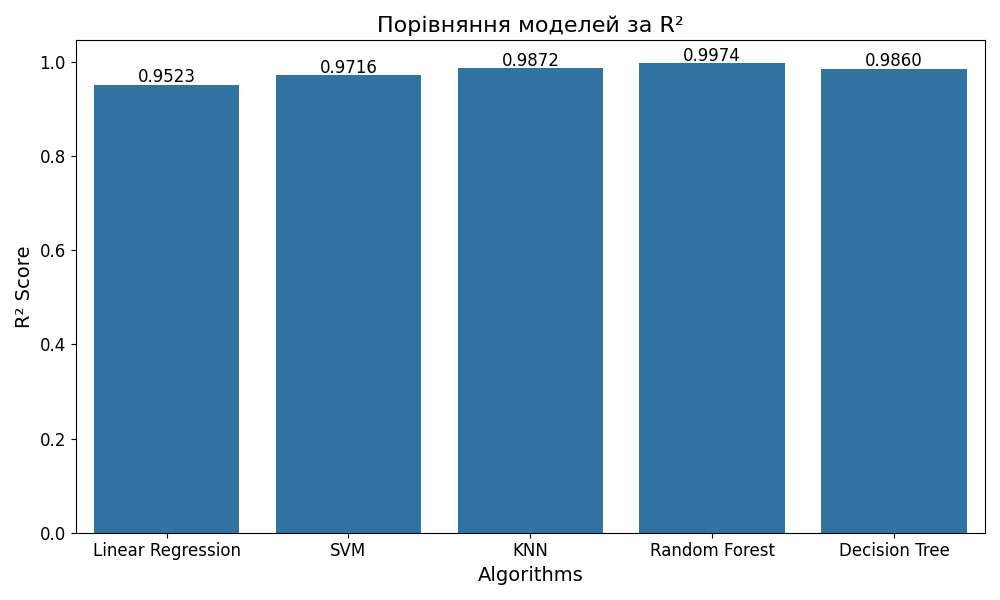 Порівняння моделей за R²
R² Score
1.0
0.8
0.6
0.4
0.2
0.0
0.9523
0.9716
0.9872
0.9974
0.9860
Linear Regression
SVM
KNN
Random Forest
Decision Tree
Algorithms